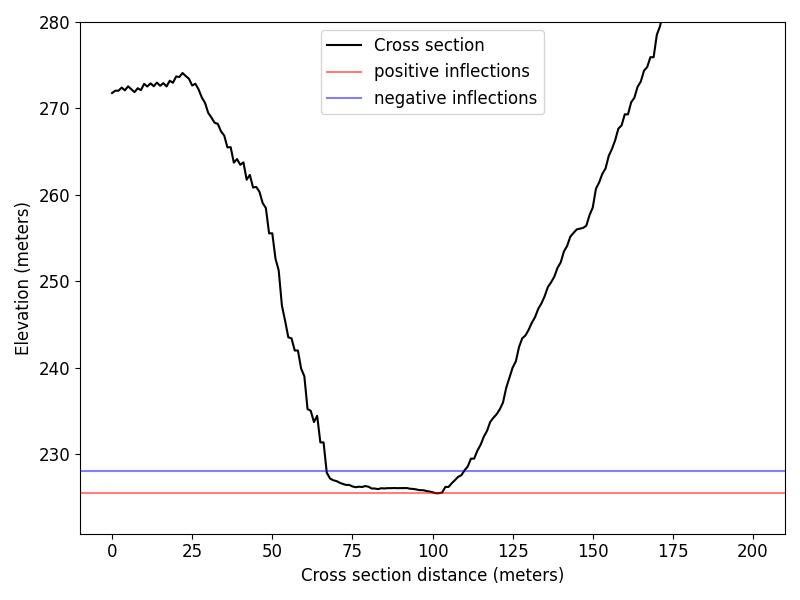 Cross section
positive inflections
negative inflections
280
270
260
250
240
230
Elevation (meters)
0 25 50 75 100 125 150 175 200
Cross section distance (meters)